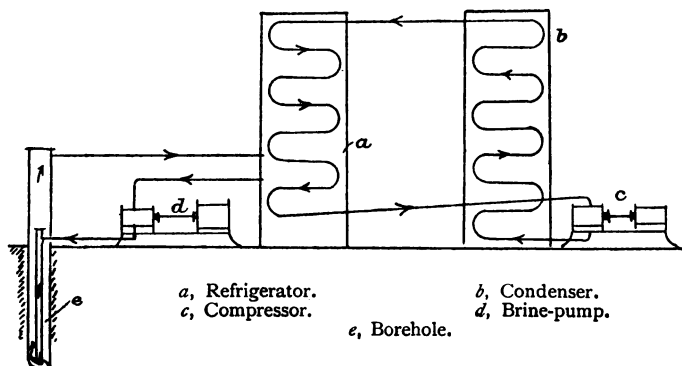 b
a
c
d
e
a, Refrigerator. b, Condenser.
c, Compressor. d, Brine-pump.
e, Borehole.